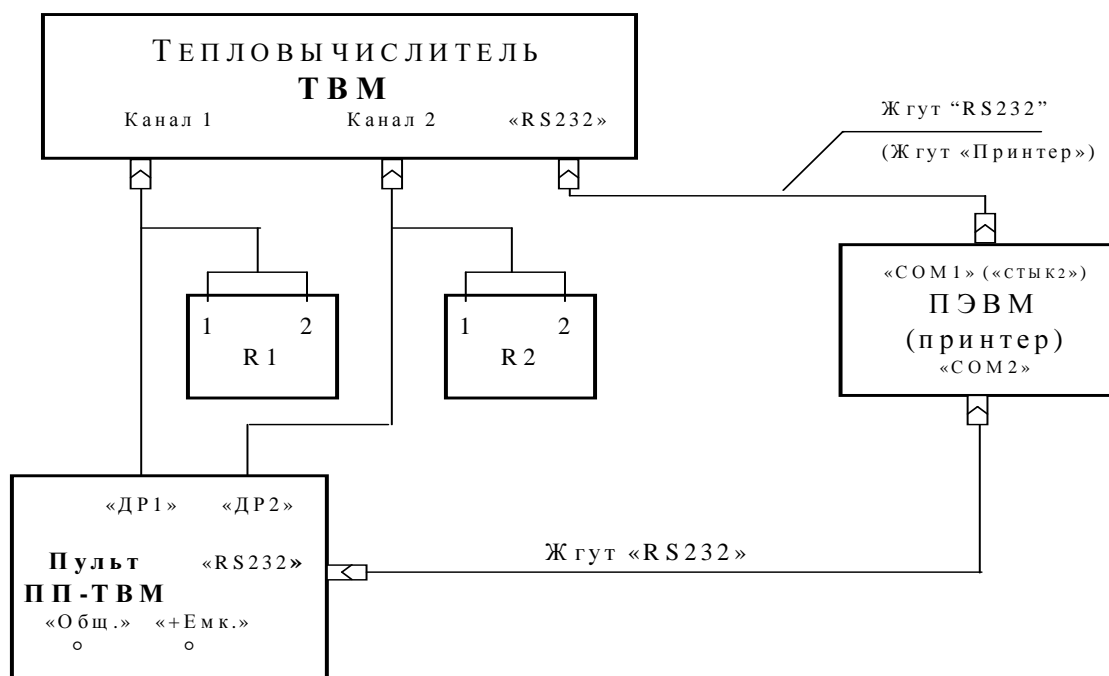 ТЕПЛОВЫЧИСЛИТЕЛЬ
ТВМ
Канал 1 Канал 2 «RS232»
Жгут “RS232”
(Жгут «Принтер»)
«COM1» («СТЫК2»)
ПЭВМ
(принтер)
«COM2»
1 2
R1
1 2
R2
«ДР1» «ДР2»
Пульт «RS232»
ПП-ТВМ
«Общ.» «+Емк.»
Жгут «RS232»